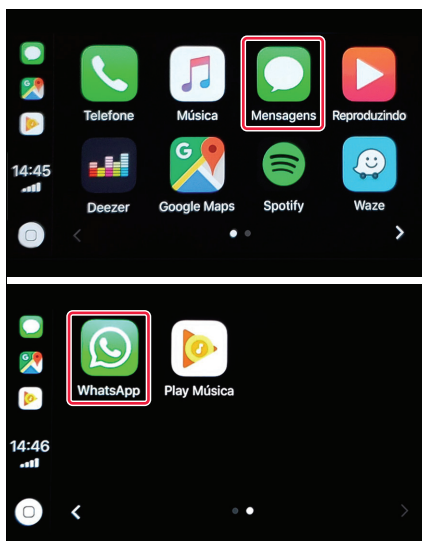 Telefone Música Mensagens Reproduzindo
14:45
G
Deezer Google Maps Spotify Waze
WhatsApp Play Música
14:46